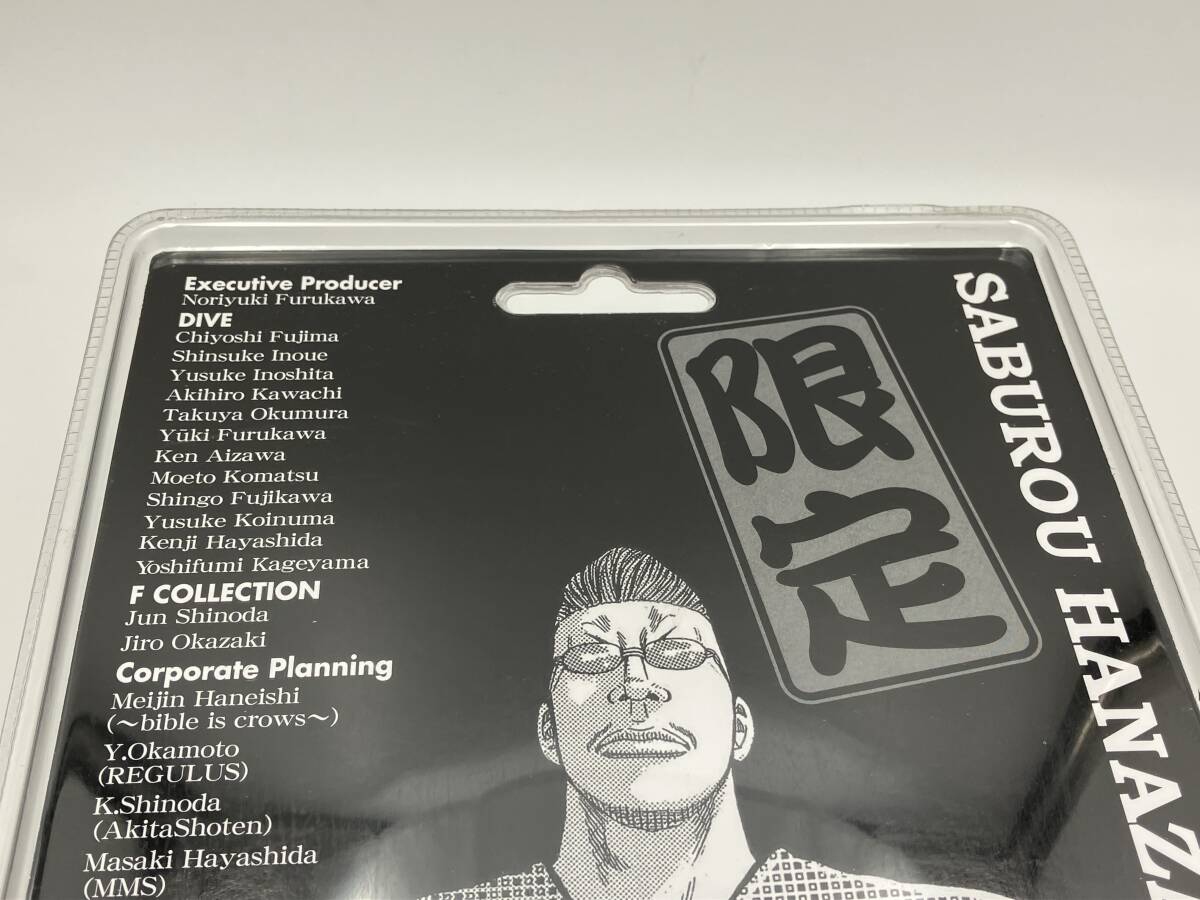 Executive Producer
Noriyuki Furukawa
DIVE
Chiyoshi Fujima
Shinsuke Inoue
Yusuke Inoshita
Akihiro Kawachi
Takuya Okumura
Yūki Furukawa
Ken Aizawa
Moeto Komatsu
Shingo Fujikawa
Yusuke Koinuma
Kenji Hayashida
Yoshifumi Kageyama
F COLLECTION
Jun Shinoda
Jiro Okazaki
Corporate Planning
Meijin Haneishi
(～bible is crows～)
Y.Okamoto
(REGULUS)
K.Shinoda
(AkitaShoten)
Masaki Hayashida
(MMS)
限定
SABUROU HANAZ